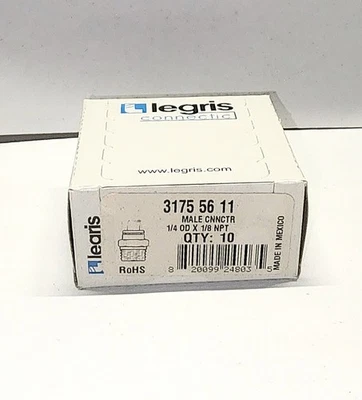 legris
connectic
www.legris.com
legris
3175 56 11
MALE CNNCTR
1/4 OD X 1/8 NPT
QTY: 10
RoHS
8 20099 24803 5
MADE IN MEXICO